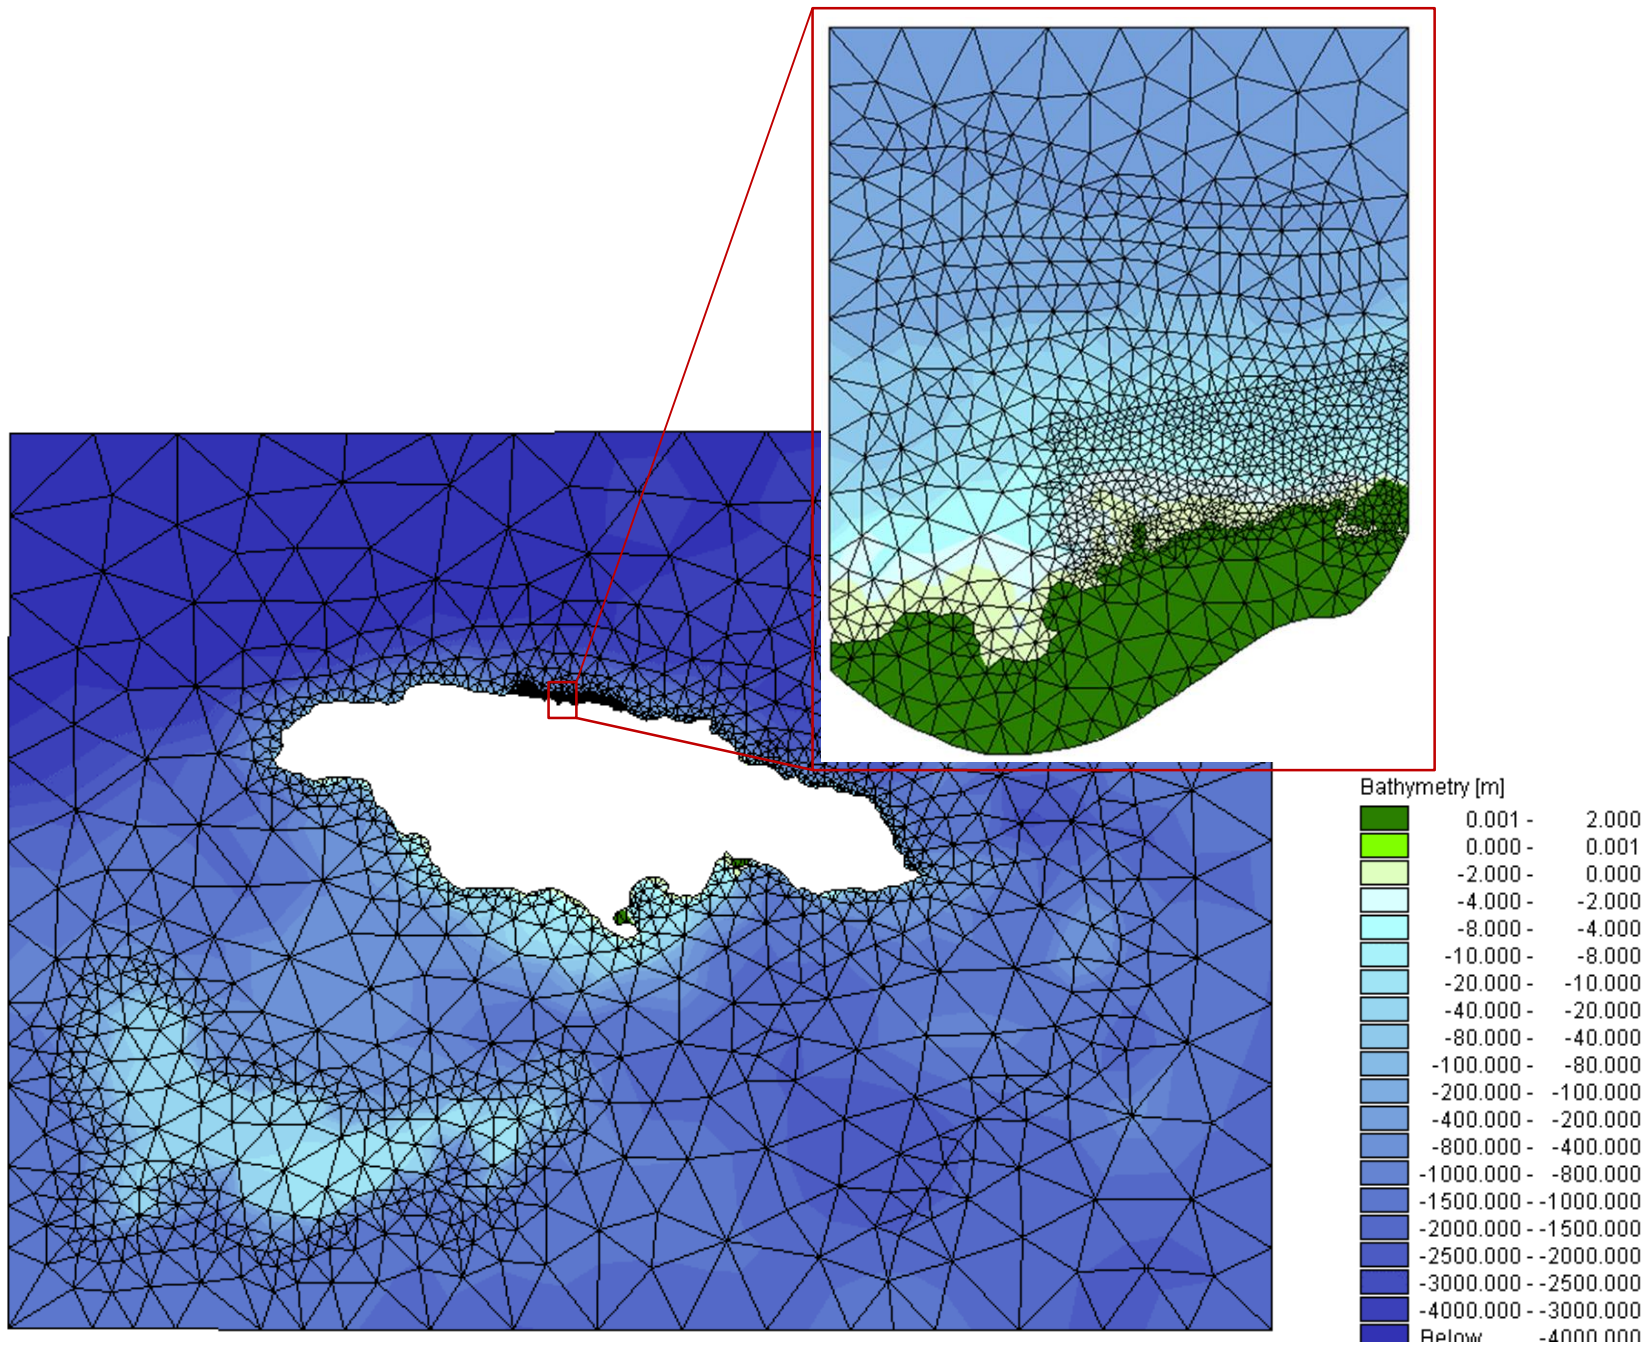 Bathymetry [m]
0.001 - 2.000
0.000 - 0.001
-2.000 - 0.000
-4.000 - -2.000
-8.000 - -4.000
-10.000 - -8.000
-20.000 - -10.000
-40.000 - -20.000
-80.000 - -40.000
-100.000 - -80.000
-200.000 - -100.000
-400.000 - -200.000
-800.000 - -400.000
-1000.000 - -800.000
-1500.000 - -1000.000
-2000.000 - -1500.000
-2500.000 - -2000.000
-3000.000 - -2500.000
-4000.000 - -3000.000
Below -4000.000